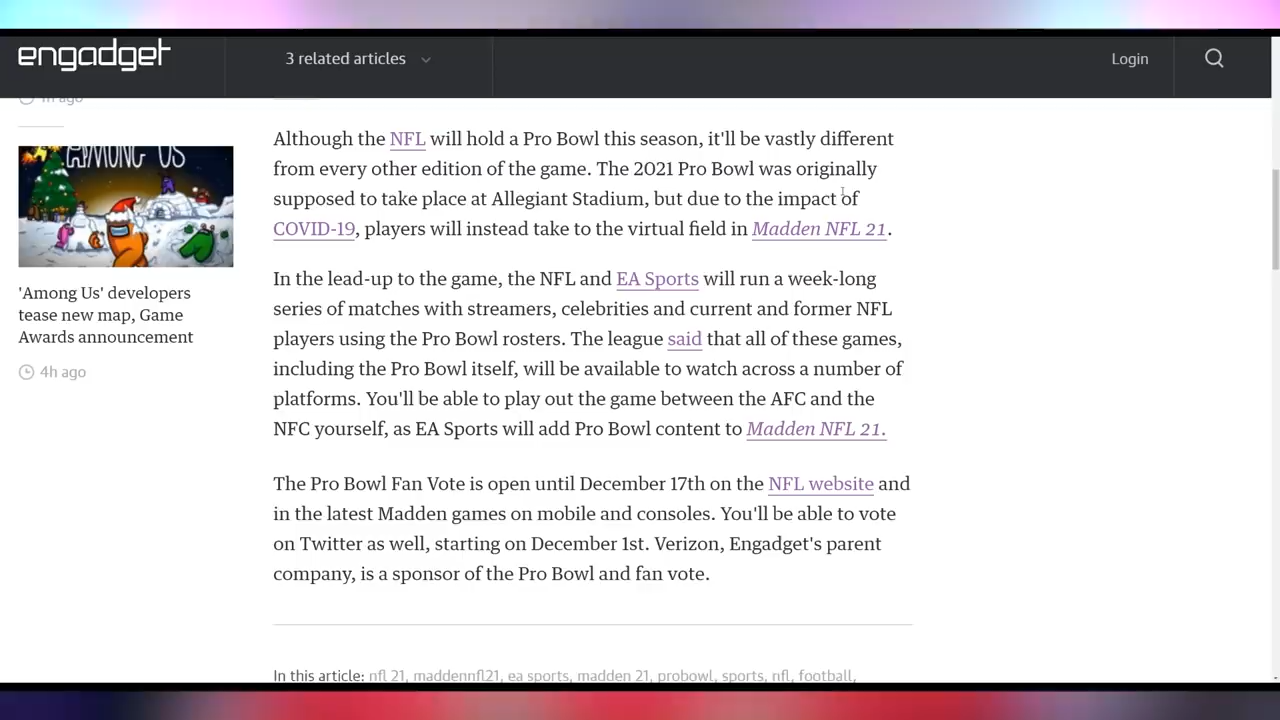 engadget
3 related articles
Login
ago
AMONG US
'Among Us' developers
tease new map, Game
Awards announcement
4h ago
Although the NFL will hold a Pro Bowl this season, it'll be vastly different
from every other edition of the game. The 2021 Pro Bowl was originally
supposed to take place at Allegiant Stadium, but due to the impact of
COVID-19, players will instead take to the virtual field in Madden NFL 21.
In the lead-up to the game, the NFL and EA Sports will run a week-long
series of matches with streamers, celebrities and current and former NFL
players using the Pro Bowl rosters. The league said that all of these games,
including the Pro Bowl itself, will be available to watch across a number of
platforms. You'll be able to play out the game between the AFC and the
NFC yourself, as EA Sports will add Pro Bowl content to Madden NFL 21.
The Pro Bowl Fan Vote is open until December 17th on the NFL website and
in the latest Madden games on mobile and consoles. You'll be able to vote
on Twitter as well, starting on December 1st. Verizon, Engadget's parent
company, is a sponsor of the Pro Bowl and fan vote.
In this article: nfl 21, maddennfl21, ea sports, madden 21, probowl, sports, nfl, football,